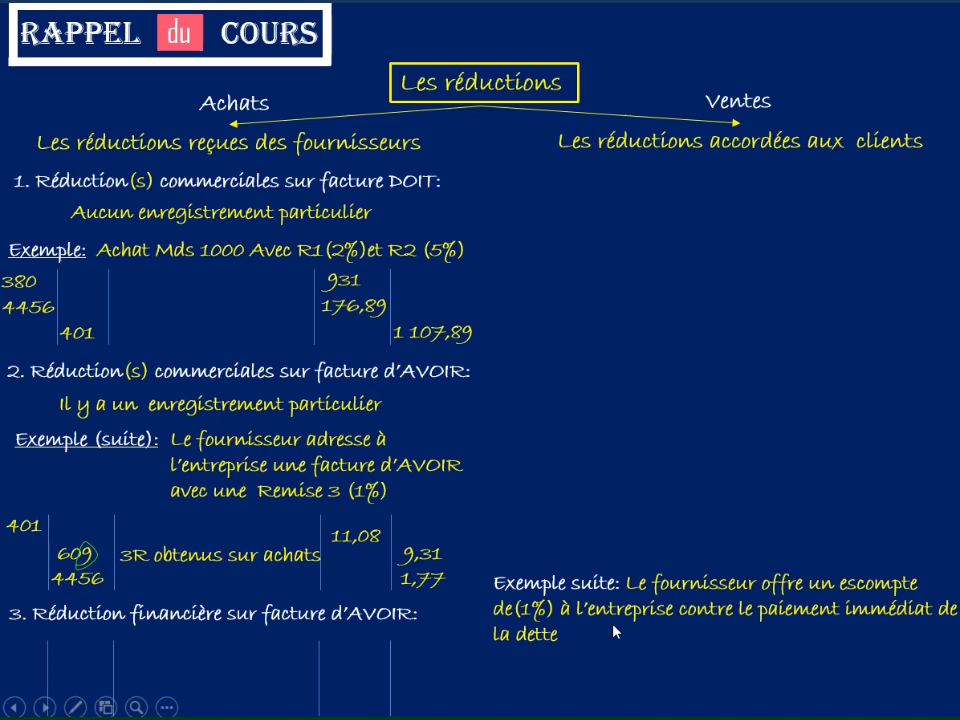 RAPPEL du COURS
Les réductions
Achats
Ventes
Les réductions reçues des fournisseurs
Les réductions accordées aux clients
1. Réduction(s) commerciales sur facture DOIT:
Aucun enregistrement particulier
Exemple: Achat Mds 1000 Avec R1(2%)et R2 (5%)
380 931
4456 176,89
401 1 107,89
2. Réduction(s) commerciales sur facture d'AVOIR:
Il y a un enregistrement particulier
Exemple (suite): Le fournisseur adresse à
l'entreprise une facture d'AVOIR
avec une Remise 3 (1%)
401 11,08
609 3R obtenus sur achats 9,31
4456 1,77
3. Réduction financière sur facture d'AVOIR:
Exemple suite: Le fournisseur offre un escompte
de(1%) à l'entreprise contre le paiement immédiat de
la dette